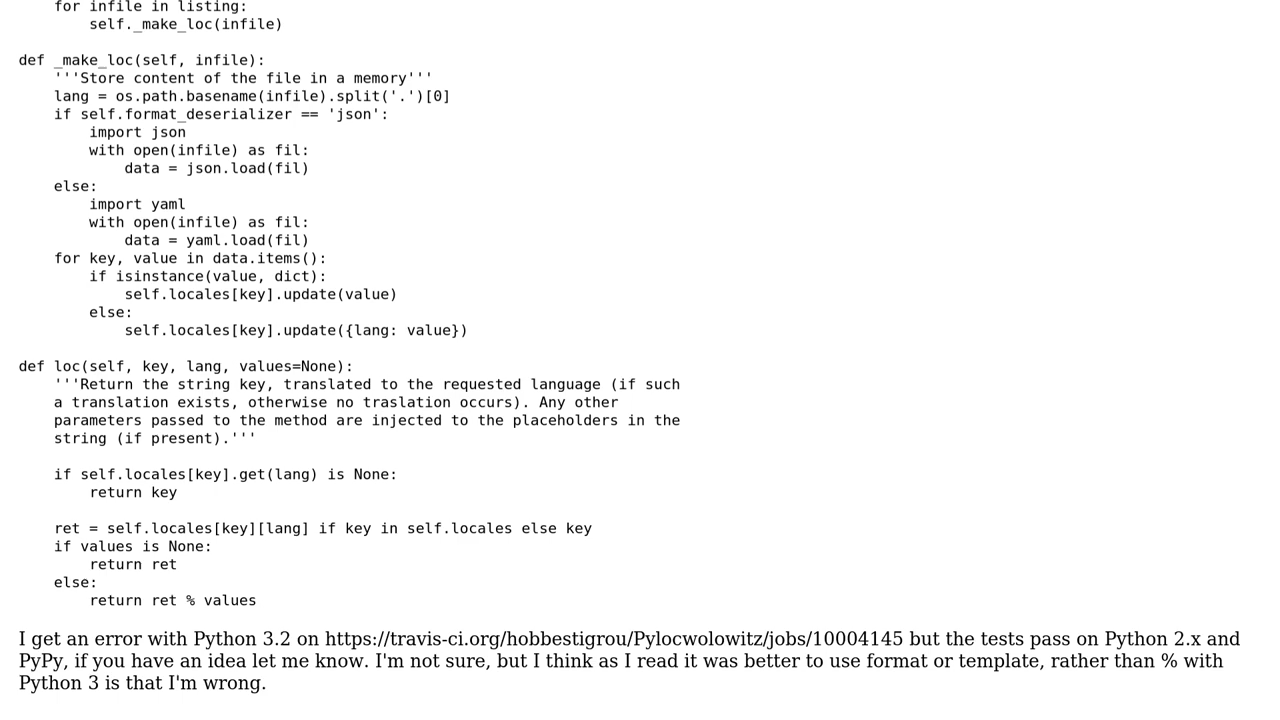 for infile in listing:
        self._make_loc(infile)

def _make_loc(self, infile):
    '''Store content of the file in a memory'''
    lang = os.path.basename(infile).split('.')[0]
    if self.format_deserializer == 'json':
        import json
        with open(infile) as fil:
            data = json.load(fil)
    else:
        import yaml
        with open(infile) as fil:
            data = yaml.load(fil)
    for key, value in data.items():
        if isinstance(value, dict):
            self.locales[key].update(value)
        else:
            self.locales[key].update({lang: value})

def loc(self, key, lang, values=None):
    '''Return the string key, translated to the requested language (if such
    a translation exists, otherwise no traslation occurs). Any other
    parameters passed to the method are injected to the placeholders in the
    string (if present).'''

    if self.locales[key].get(lang) is None:
        return key

    ret = self.locales[key][lang] if key in self.locales else key
    if values is None:
        return ret
    else:
        return ret % values

I get an error with Python 3.2 on https://travis-ci.org/hobbestigrou/Pylocwolowitz/jobs/10004145 but the tests pass on Python 2.x and
PyPy, if you have an idea let me know. I'm not sure, but I think as I read it was better to use format or template, rather than % with
Python 3 is that I'm wrong.